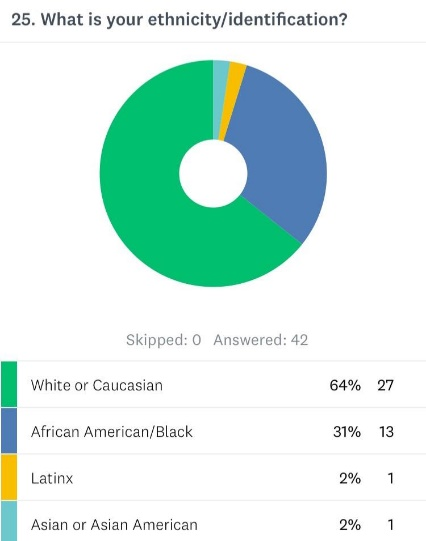 25. What is your ethnicity/identification?
Skipped: 0 Answered: 42
White or Caucasian 64% 27
African American/Black 31% 13
Latinx 2% 1
Asian or Asian American 2% 1